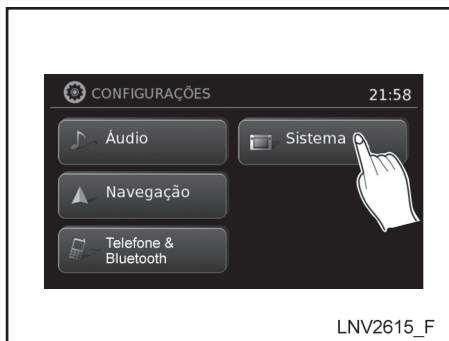 CONFIGURAÇÕES
21:58
Áudio
Sistema
Navegação
Telefone &
Bluetooth
LNV2615_F